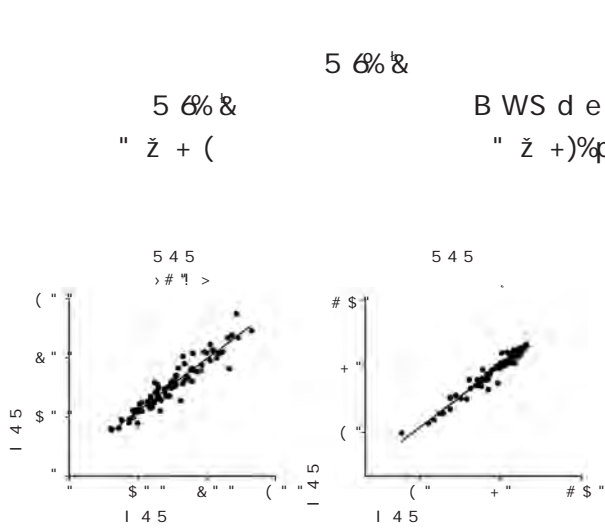 5 6% &
5 6% &
B WS d e
" ž + (
" ž +)%p
5 4 5
5 4 5
› # "! >
( " "
# $ "
& " "
+ "
$ " "
( "
I 4 5
I 4 5
"
" $ " " & " " ( " "
( " + " # $ "
I 4 5
I 4 5